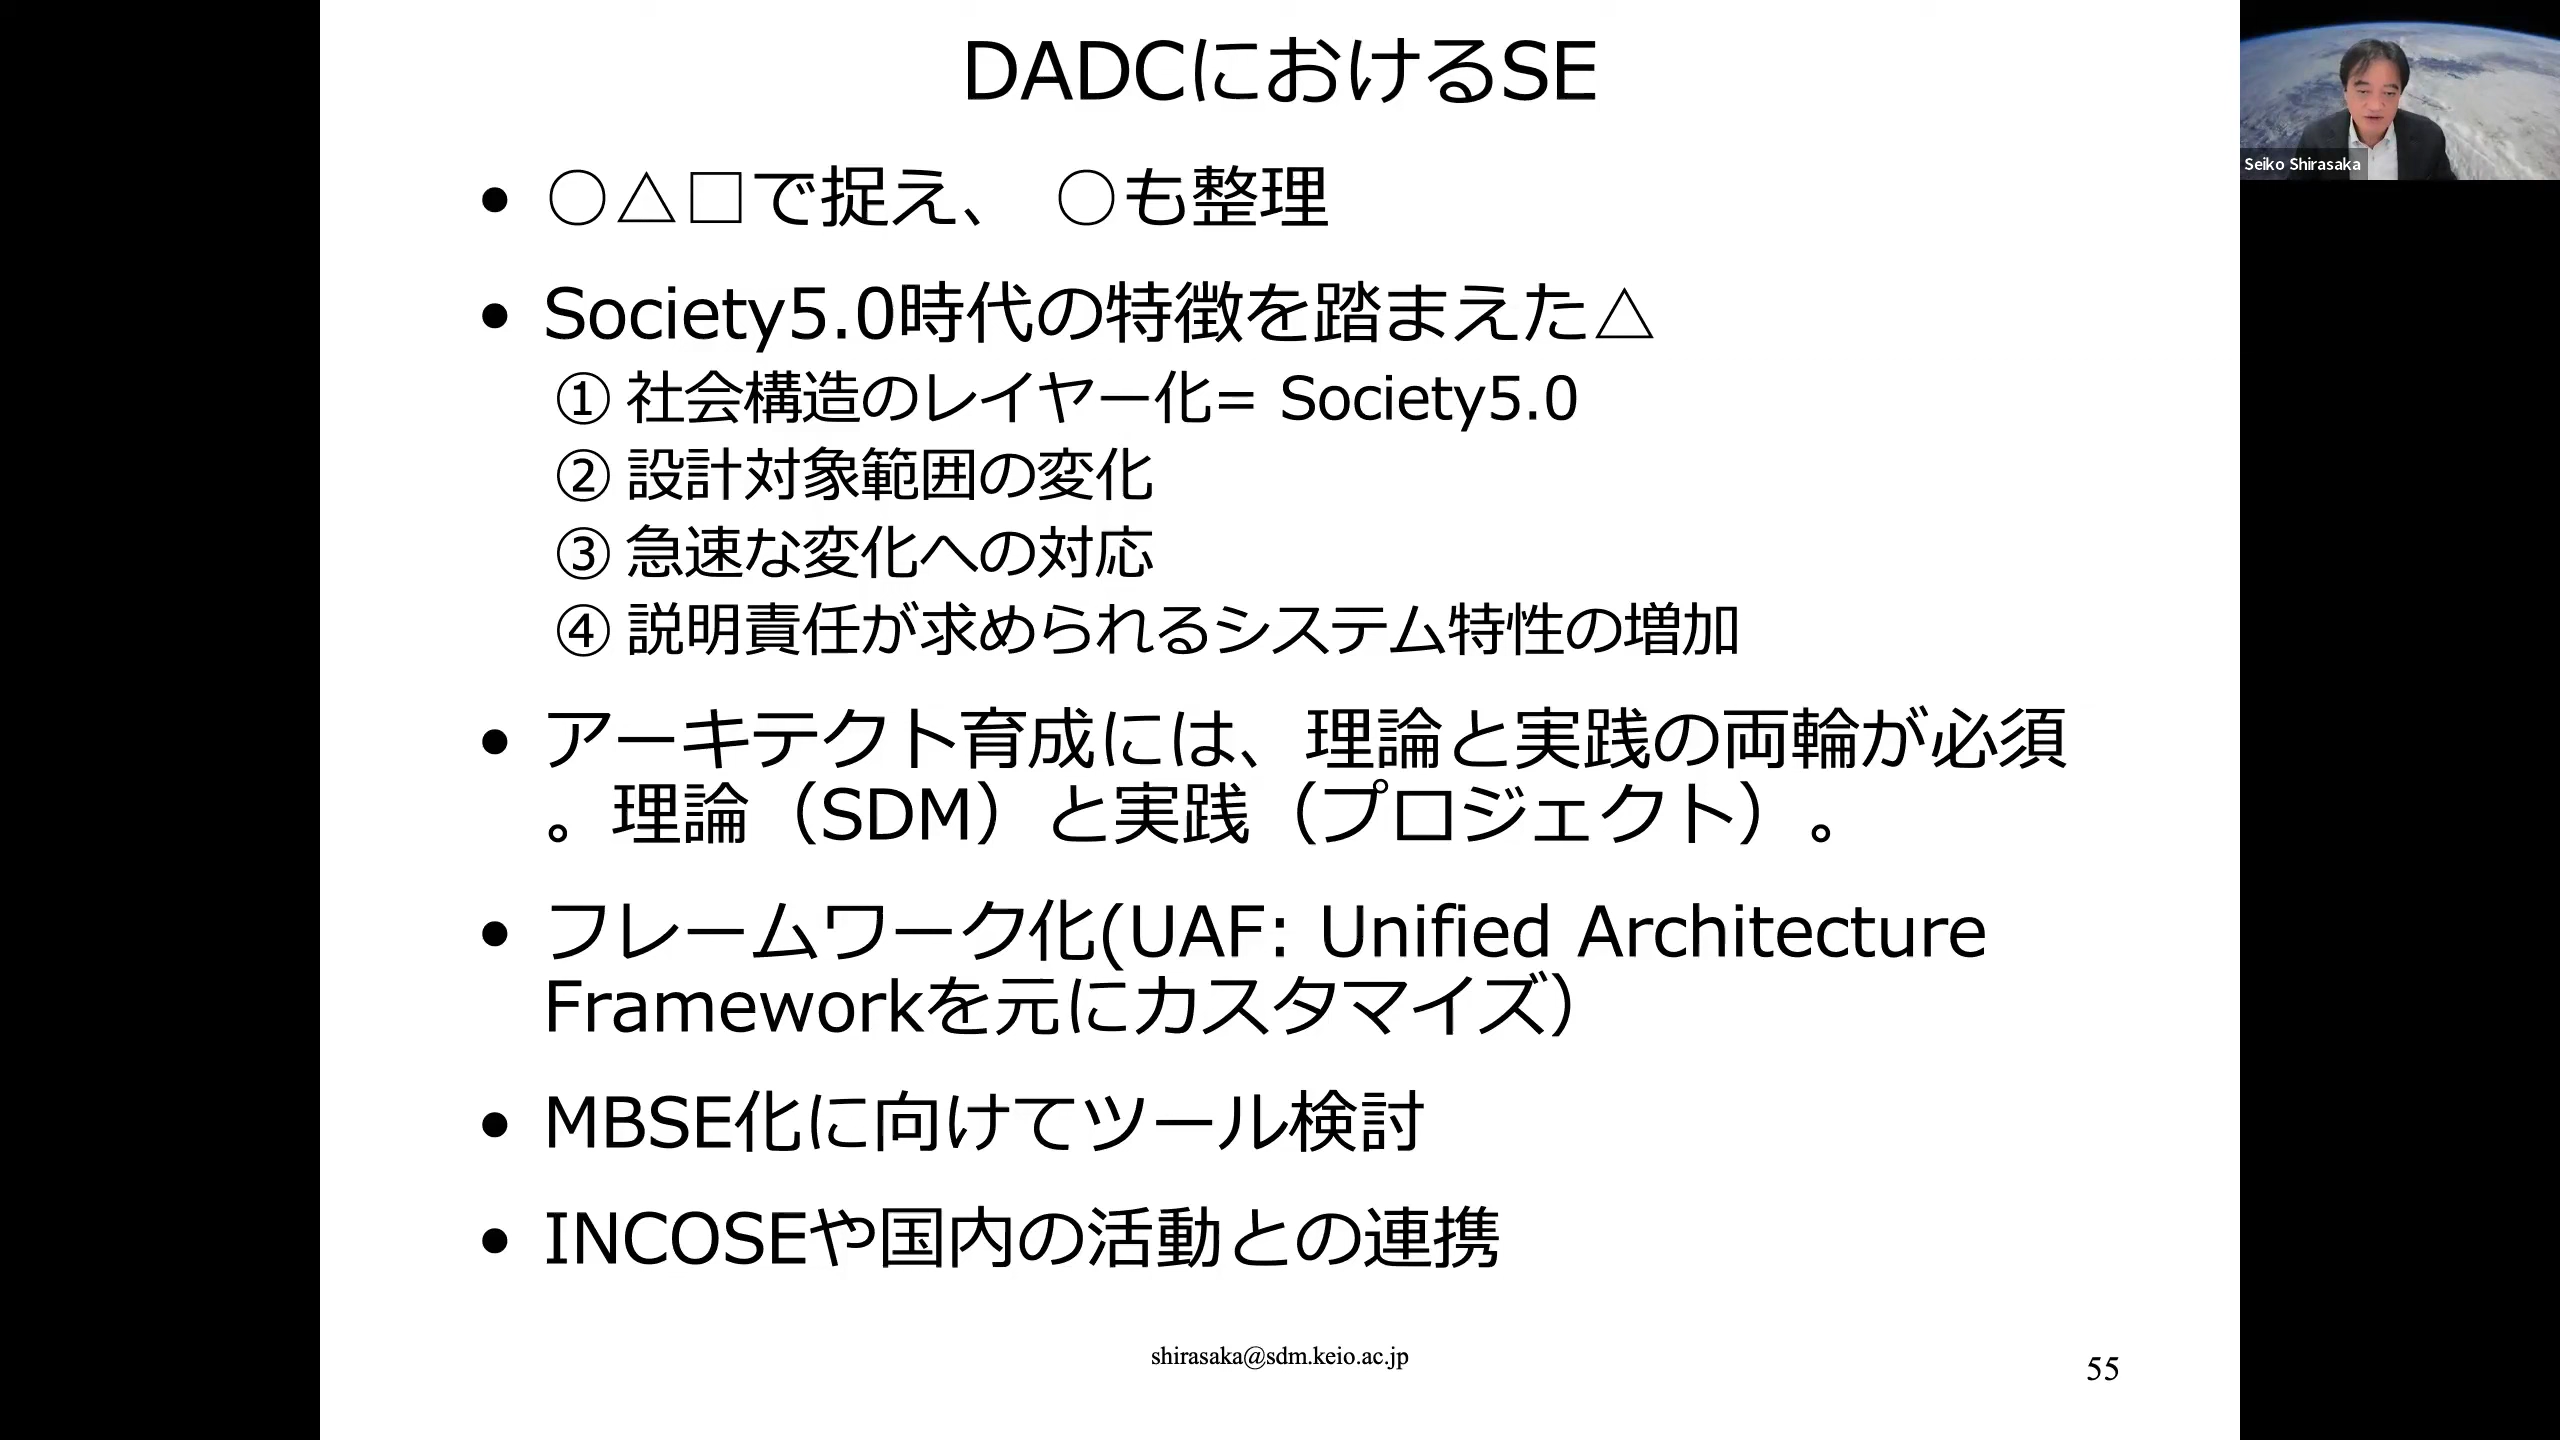 DADCにおけるSE
• ○△□で捉え、 ○も整理
• Society5.0時代の特徴を踏まえた△
① 社会構造のレイヤー化= Society5.0
② 設計対象範囲の変化
③ 急速な変化への対応
④ 説明責任が求められるシステム特性の増加
• アーキテクト育成には、理論と実践の両輪が必須
。理論（SDM）と実践（プロジェクト）。
• フレームワーク化(UAF: Unified Architecture
Frameworkを元にカスタマイズ）
• MBSE化に向けてツール検討
• INCOSEや国内の活動との連携
shirasaka@sdm.keio.ac.jp
55
Seiko Shirasaka